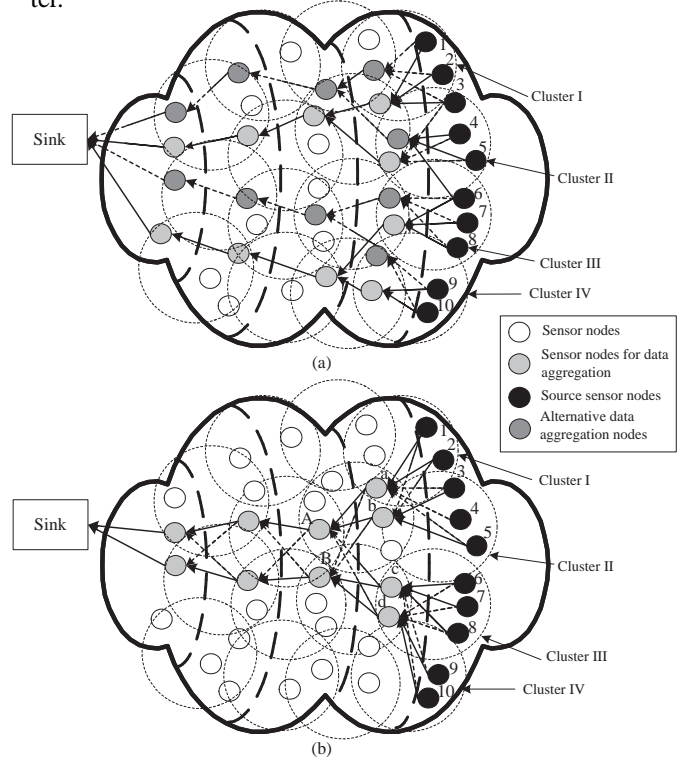 ter.
1
2
3
4
5
6
7
8
9
10
Sink
Cluster I
Cluster II
Cluster III
Cluster IV
(a)
Sensor nodes
Sensor nodes for data
aggregation
Source sensor nodes
Alternative data
aggregation nodes
1
2
3
4
5
6
7
8
9
10
a
b
A
B
c
d
Sink
Cluster I
Cluster II
Cluster III
Cluster IV
(b)